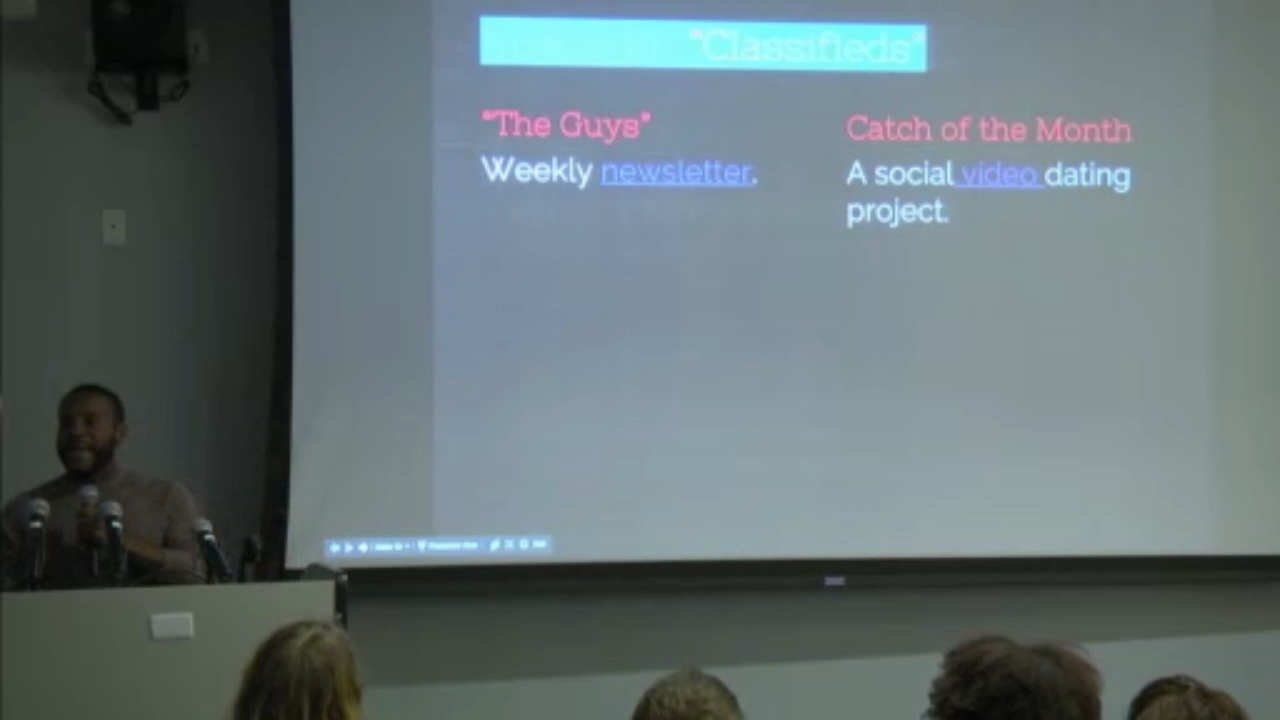 "Classifieds"
"The Guys"
Weekly newsletter.
Catch of the Month
A social video dating
project.